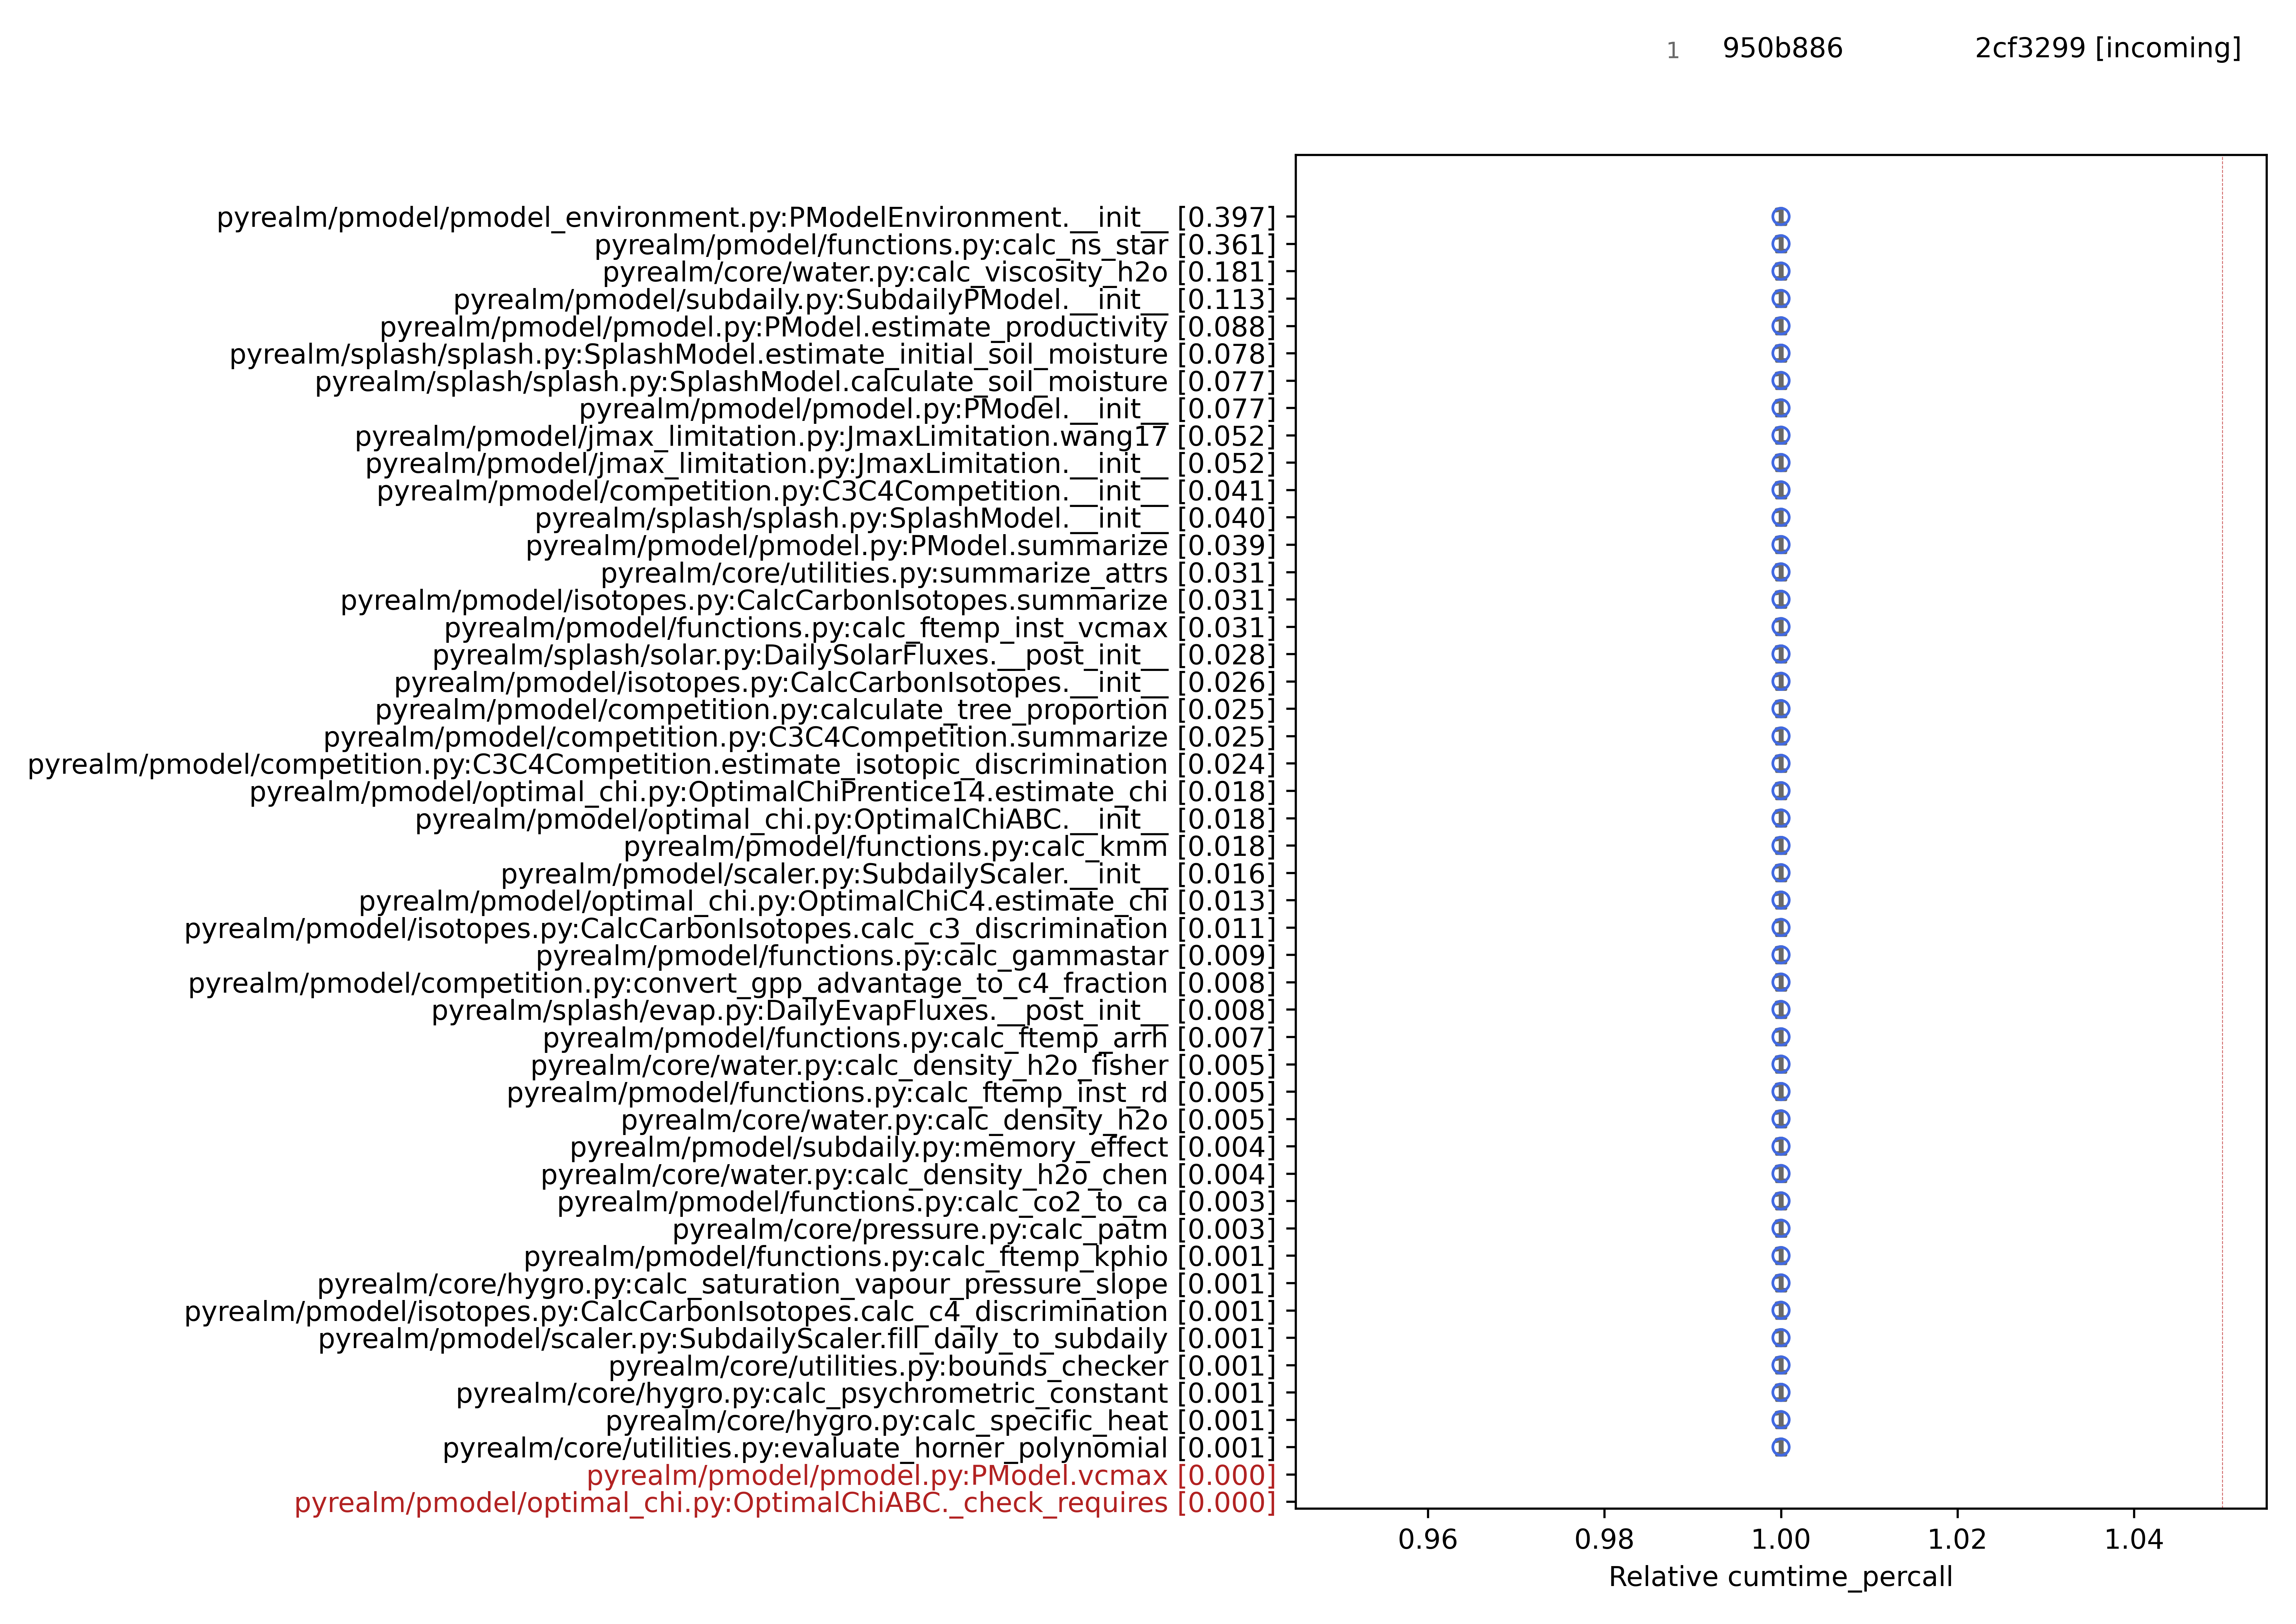 1 950b886 2cf3299 [incoming]
pyrealm/pmodel/pmodel_environment.py:PModelEnvironment.__init__ [0.397]
pyrealm/pmodel/functions.py:calc_ns_star [0.361]
pyrealm/core/water.py:calc_viscosity_h2o [0.181]
pyrealm/pmodel/subdaily.py:SubdailyPModel.__init__ [0.113]
pyrealm/pmodel/pmodel.py:PModel.estimate_productivity [0.088]
pyrealm/splash/splash.py:SplashModel.estimate_initial_soil_moisture [0.078]
pyrealm/splash/splash.py:SplashModel.calculate_soil_moisture [0.077]
pyrealm/pmodel/pmodel.py:PModel.__init__ [0.077]
pyrealm/pmodel/jmax_limitation.py:JmaxLimitation.wang17 [0.052]
pyrealm/pmodel/jmax_limitation.py:JmaxLimitation.__init__ [0.052]
pyrealm/pmodel/competition.py:C3C4Competition.__init__ [0.041]
pyrealm/splash/splash.py:SplashModel.__init__ [0.040]
pyrealm/pmodel/pmodel.py:PModel.summarize [0.039]
pyrealm/core/utilities.py:summarize_attrs [0.031]
pyrealm/pmodel/isotopes.py:CalcCarbonIsotopes.summarize [0.031]
pyrealm/pmodel/functions.py:calc_ftemp_inst_vcmax [0.031]
pyrealm/splash/solar.py:DailySolarFluxes.__post_init__ [0.028]
pyrealm/pmodel/isotopes.py:CalcCarbonIsotopes.__init__ [0.026]
pyrealm/pmodel/competition.py:calculate_tree_proportion [0.025]
pyrealm/pmodel/competition.py:C3C4Competition.summarize [0.025]
pyrealm/pmodel/competition.py:C3C4Competition.estimate_isotopic_discrimination [0.024]
pyrealm/pmodel/optimal_chi.py:OptimalChiPrentice14.estimate_chi [0.018]
pyrealm/pmodel/optimal_chi.py:OptimalChiABC.__init__ [0.018]
pyrealm/pmodel/functions.py:calc_kmm [0.018]
pyrealm/pmodel/scaler.py:SubdailyScaler.__init__ [0.016]
pyrealm/pmodel/optimal_chi.py:OptimalChiC4.estimate_chi [0.013]
pyrealm/pmodel/isotopes.py:CalcCarbonIsotopes.calc_c3_discrimination [0.011]
pyrealm/pmodel/functions.py:calc_gammastar [0.009]
pyrealm/pmodel/competition.py:convert_gpp_advantage_to_c4_fraction [0.008]
pyrealm/splash/evap.py:DailyEvapFluxes.__post_init__ [0.008]
pyrealm/pmodel/functions.py:calc_ftemp_arrh [0.007]
pyrealm/core/water.py:calc_density_h2o_fisher [0.005]
pyrealm/pmodel/functions.py:calc_ftemp_inst_rd [0.005]
pyrealm/core/water.py:calc_density_h2o [0.005]
pyrealm/pmodel/subdaily.py:memory_effect [0.004]
pyrealm/core/water.py:calc_density_h2o_chen [0.004]
pyrealm/pmodel/functions.py:calc_co2_to_ca [0.003]
pyrealm/core/pressure.py:calc_patm [0.003]
pyrealm/pmodel/functions.py:calc_ftemp_kphio [0.001]
pyrealm/core/hygro.py:calc_saturation_vapour_pressure_slope [0.001]
pyrealm/pmodel/isotopes.py:CalcCarbonIsotopes.calc_c4_discrimination [0.001]
pyrealm/pmodel/scaler.py:SubdailyScaler.fill_daily_to_subdaily [0.001]
pyrealm/core/utilities.py:bounds_checker [0.001]
pyrealm/core/hygro.py:calc_psychrometric_constant [0.001]
pyrealm/core/hygro.py:calc_specific_heat [0.001]
pyrealm/core/utilities.py:evaluate_horner_polynomial [0.001]
pyrealm/pmodel/pmodel.py:PModel.vcmax [0.000]
pyrealm/pmodel/optimal_chi.py:OptimalChiABC._check_requires [0.000]
0.96 0.98 1.00 1.02 1.04
Relative cumtime_percall